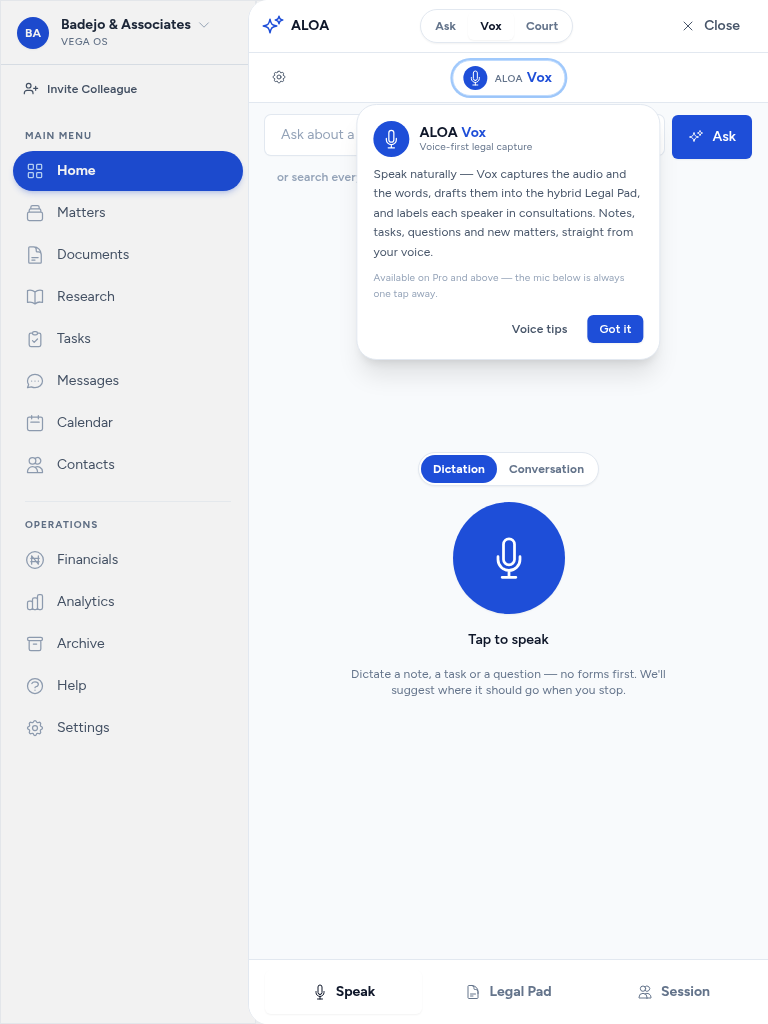 BA
Badejo & Associates
VEGA OS
Invite Colleague
MAIN MENU
Home
Matters
Documents
Research
Tasks
Messages
Calendar
Contacts
OPERATIONS
Financials
Analytics
Archive
Help
Settings
ALOA
Ask
Vox
Court
Close
ALOA Vox
Ask about a
Ask
or search ever
ALOA Vox
Voice-first legal capture
Speak naturally — Vox captures the audio and
the words, drafts them into the hybrid Legal Pad,
and labels each speaker in consultations. Notes,
tasks, questions and new matters, straight from
your voice.
Available on Pro and above — the mic below is always
one tap away.
Voice tips
Got it
Dictation
Conversation
Tap to speak
Dictate a note, a task or a question — no forms first. We'll
suggest where it should go when you stop.
Speak
Legal Pad
Session